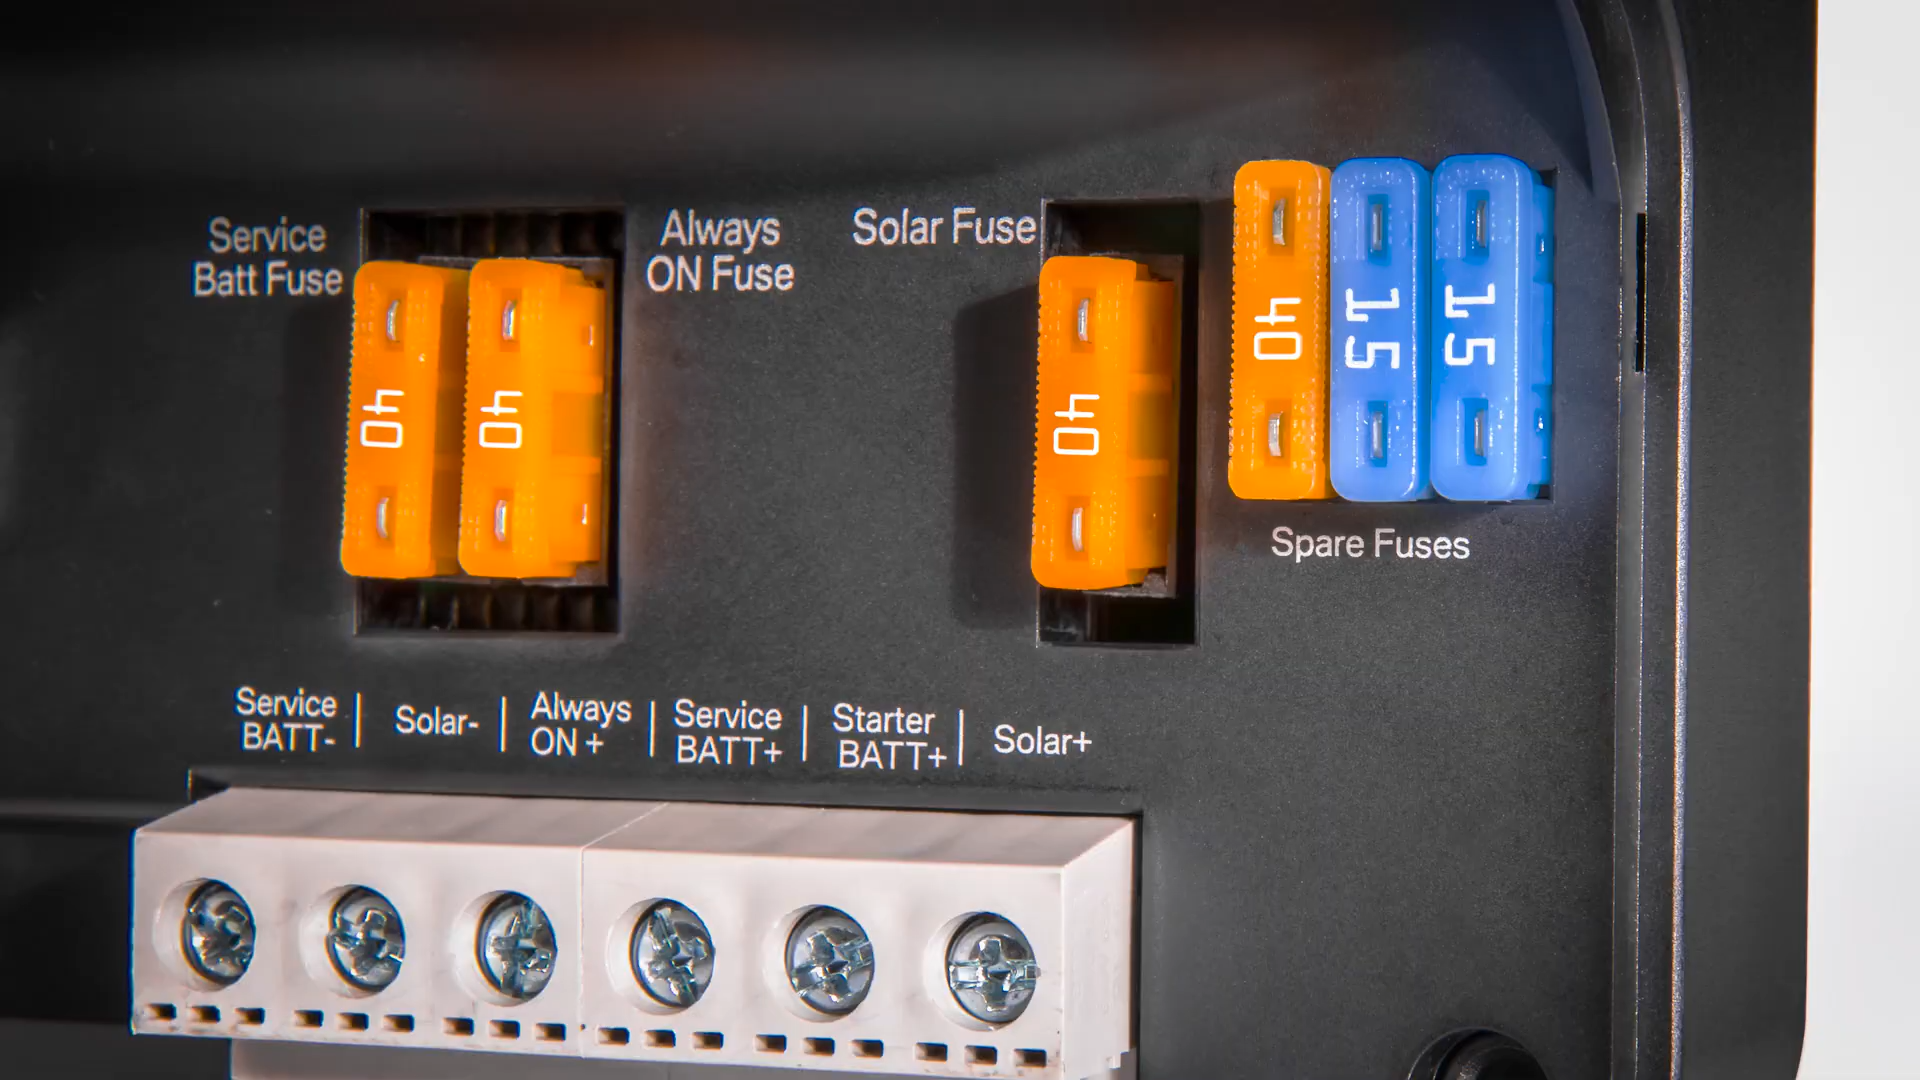 Service
Batt Fuse
Always
ON Fuse
Solar Fuse
40
40
40
40
15
15
Spare Fuses
Service
BATT-
Solar-
Always
ON +
Service
BATT+
Starter
BATT+
Solar+